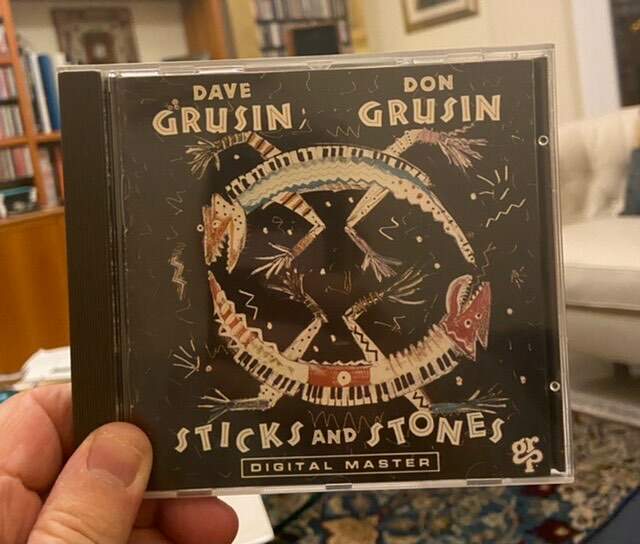 DAVE
GRUSIN
DON
GRUSIN
STICKS AND STONES
DIGITAL MASTER
grp